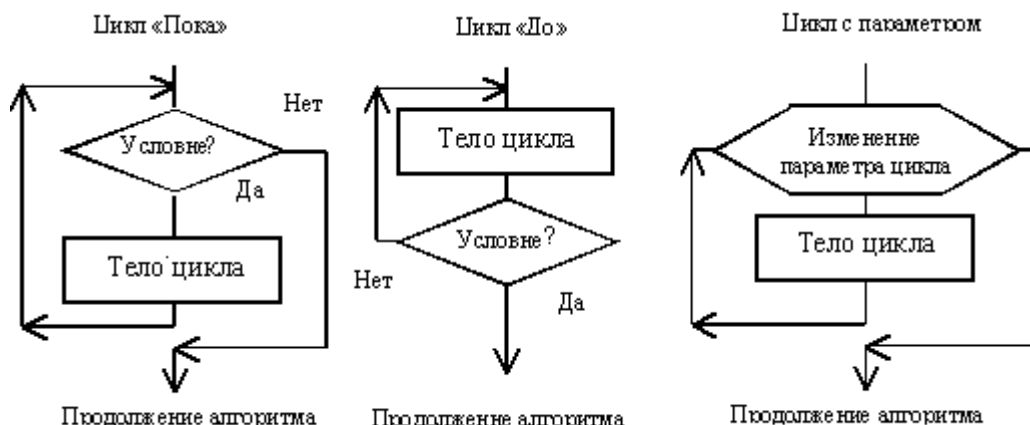 Цикл «Пока»
Нет
Условие?
Да
Тело цикла
Продолжение алгоритма
Цикл «До»
Тело цикла
Условие?
Нет
Да
Продолжение алгоритма
Цикл с параметром
Изменение
параметра цикла
Тело цикла
Продолжение алгоритма